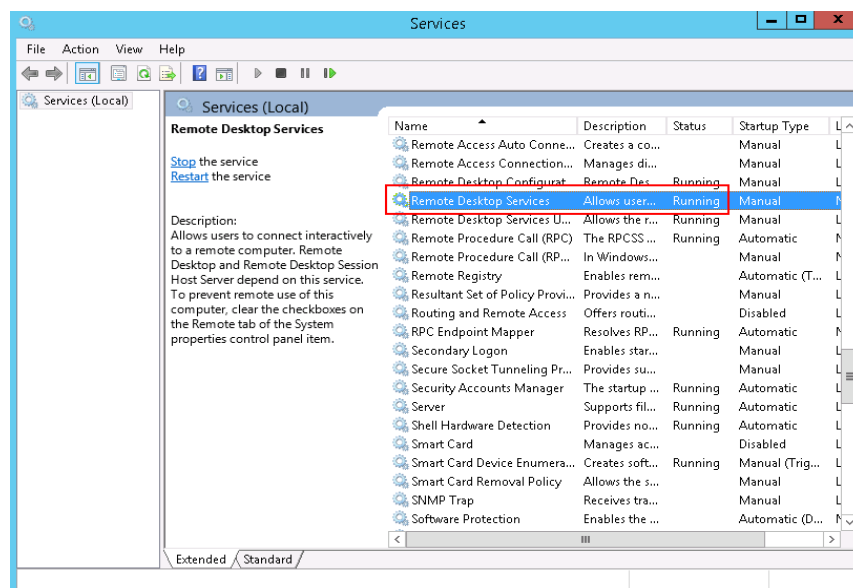 Services
File Action View Help
Services (Local)
Services (Local)
Remote Desktop Services
Stop the service
Restart the service
Description:
Allows users to connect interactively
to a remote computer. Remote
Desktop and Remote Desktop Session
Host Server depend on this service.
To prevent remote use of this
computer, clear the checkboxes on
the Remote tab of the System
properties control panel item.
Name Description Status Startup Type L
Remote Access Auto Conne... Creates a co... Manual L
Remote Access Connection... Manages di... Manual L
Remote Desktop Configurat... Remote Des... Running Manual L
Remote Desktop Services Allows user... Running Manual N
Remote Desktop Services U... Allows the r... Running Manual L
Remote Procedure Call (RPC) The RPCSS ... Running Automatic N
Remote Procedure Call (RP... In Windows... Manual N
Remote Registry Enables rem... Automatic (T... L
Resultant Set of Policy Provi... Provides a n... Manual L
Routing and Remote Access Offers routi... Disabled L
RPC Endpoint Mapper Resolves RP... Running Automatic N
Secondary Logon Enables star... Manual L
Secure Socket Tunneling Pr... Provides su... Manual L
Security Accounts Manager The startup ... Running Automatic L
Server Supports fil... Running Automatic L
Shell Hardware Detection Provides no... Running Automatic L
Smart Card Manages ac... Disabled L
Smart Card Device Enumera... Creates soft... Running Manual (Trig... L
Smart Card Removal Policy Allows the s... Manual L
SNMP Trap Receives tra... Manual L
Software Protection Enables the ... Automatic (D... N
Extended Standard